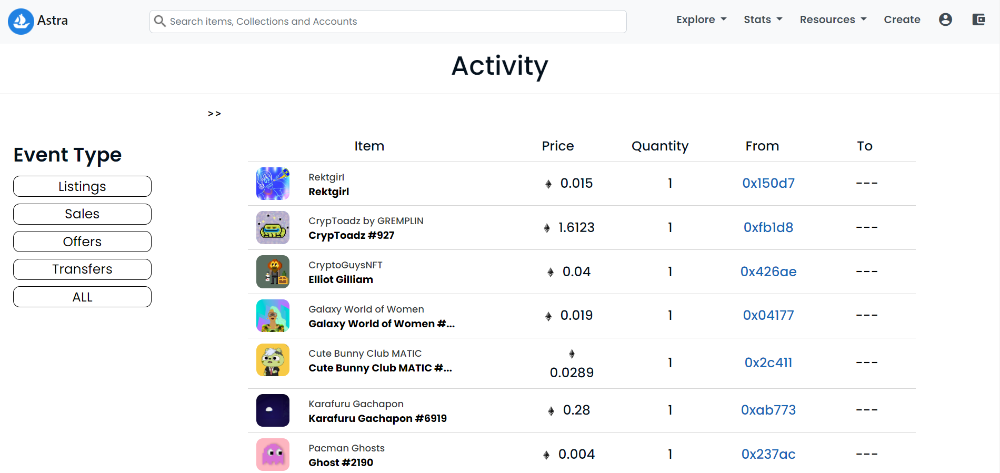 Astra
Search items, Collections and Accounts
Explore Stats Resources Create
Activity
>>
Event Type
Listings
Sales
Offers
Transfers
ALL
Item Price Quantity From To
Rektgirl
Rektgirl
0.015 1 0x150d7 ---
CrypToadz by GREMPLIN
CrypToadz #927
1.6123 1 0xfb1d8 ---
CryptoGuysNFT
Elliot Gilliam
0.04 1 0x426ae ---
Galaxy World of Women
Galaxy World of Women #...
0.019 1 0x04177 ---
Cute Bunny Club MATIC
Cute Bunny Club MATIC #...
0.0289 1 0x2c411 ---
Karafuru Gachapon
Karafuru Gachapon #6919
0.28 1 0xab773 ---
Pacman Ghosts
Ghost #2190
0.004 1 0x237ac ---